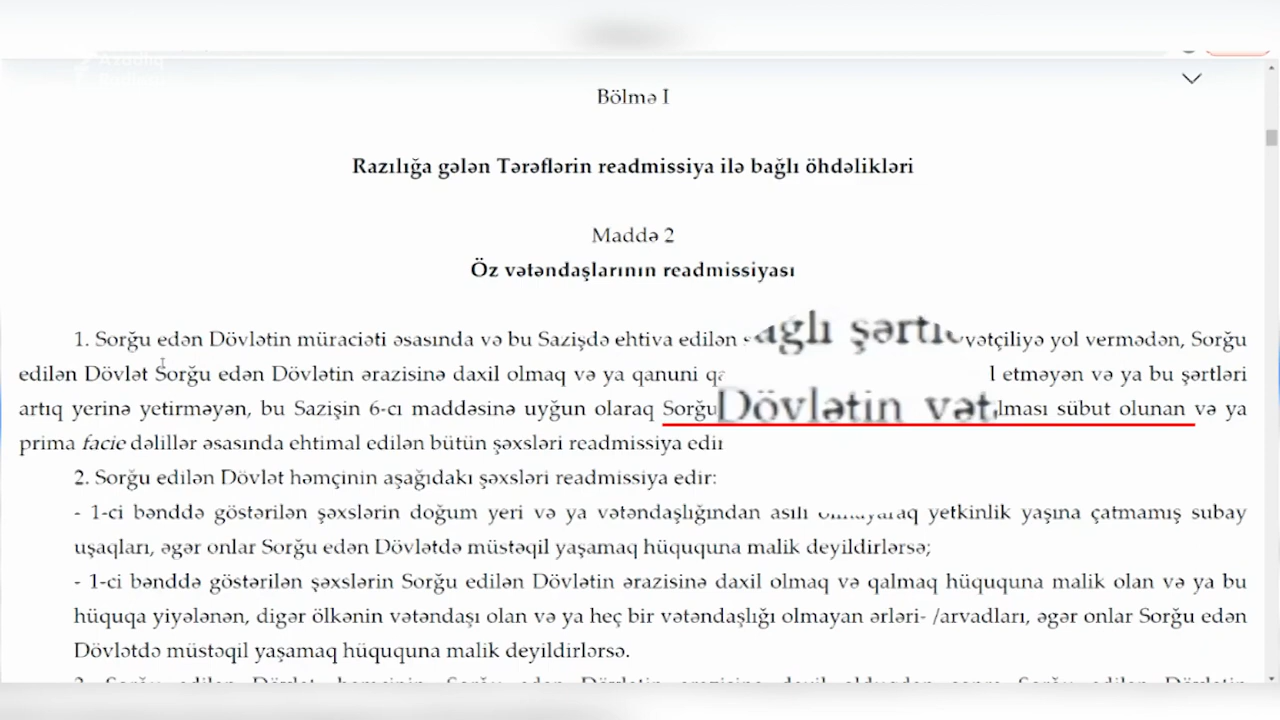 Azadlıq
Bölmə I
Razılığa gələn Tərəflərin readmissiya ilə bağlı öhdəlikləri
Maddə 2
Öz vətəndaşlarının readmissiyası
1. Sorğu edən Dövlətin müraciəti əsasında və bu Sazişdə ehtiva edilən yol vermədən, Sorğu
edilən Dövlət Sorğu edən Dövlətin ərazisinə daxil olmaq və ya qanuni etməyən və ya bu şərtləri
artıq yerinə yetirməyən, bu Sazişin 6-cı maddəsinə uyğun olaraq Sorğu Dövlətin sübut olunan və ya
prima facie dəlillər əsasında ehtimal edilən bütün şəxsləri readmissiya
2. Sorğu edilən Dövlət həmçinin aşağıdakı şəxsləri readmissiya edir:
- 1-ci bənddə göstərilən şəxslərin doğum yeri və ya vətəndaşlığından asılı yetkinlik yaşına çatmamış subay
uşaqları, əgər onlar Sorğu edən Dövlətdə müstəqil yaşamaq hüququna malik deyildirlərsə;
- 1-ci bənddə göstərilən şəxslərin Sorğu edilən Dövlətin ərazisinə daxil olmaq və qalmaq hüququna malik olan və ya bu
hüquqa yiyələnən, digər ölkənin vətəndaşı olan və ya heç bir vətəndaşlığı olmayan ərləri- /arvadları, əgər onlar Sorğu edən
Dövlətdə müstəqil yaşamaq hüququna malik deyildirlərsə.